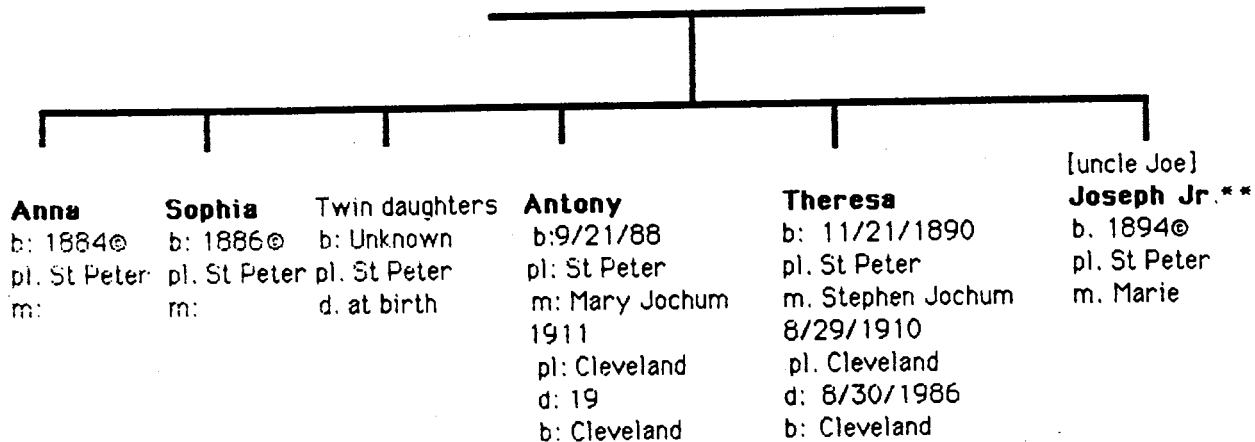 Anna
b: 1884©
pl. St Peter
m:
Sophia
b: 1886©
pl. St Peter
m:
Twin daughters
b: Unknown
pl. St Peter
d. at birth
Antony
b:9/21/88
pl: St Peter
m: Mary Jochum
1911
pl: Cleveland
d: 19
b: Cleveland
Theresa
b: 11/21/1890
pl. St Peter
m. Stephen Jochum
8/29/1910
pl. Cleveland
d: 8/30/1986
b: Cleveland
[uncle Joe]
Joseph Jr.**
b. 1894©
pl. St Peter
m. Marie